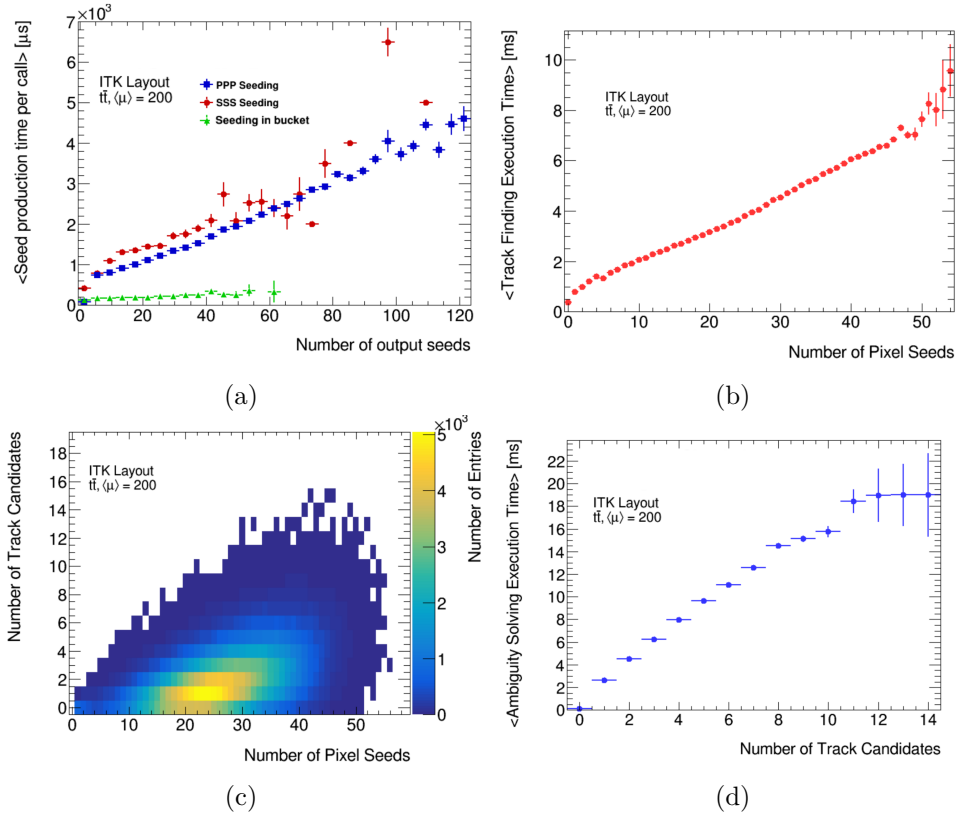 ×10³
<Seed production time per call> [μs]
7
6
5
4
3
2
1
0
ITK Layout
tt̄, ⟨μ⟩ = 200
PPP Seeding
SSS Seeding
Seeding in bucket
0 20 40 60 80 100 120
Number of output seeds
(a)
<Track Finding Execution Time> [ms]
10
8
6
4
2
0
ITK Layout
tt̄, ⟨μ⟩ = 200
0 10 20 30 40 50
Number of Pixel Seeds
(b)
Number of Track Candidates
18
16
14
12
10
8
6
4
2
0
ITK Layout
tt̄, ⟨μ⟩ = 200
0 10 20 30 40 50
Number of Pixel Seeds
×10³
5
4
3
2
1
0
Number of Entries
(c)
<Ambiguity Solving Execution Time> [ms]
22
20
18
16
14
12
10
8
6
4
2
0
ITK Layout
tt̄, ⟨μ⟩ = 200
0 2 4 6 8 10 12 14
Number of Track Candidates
(d)